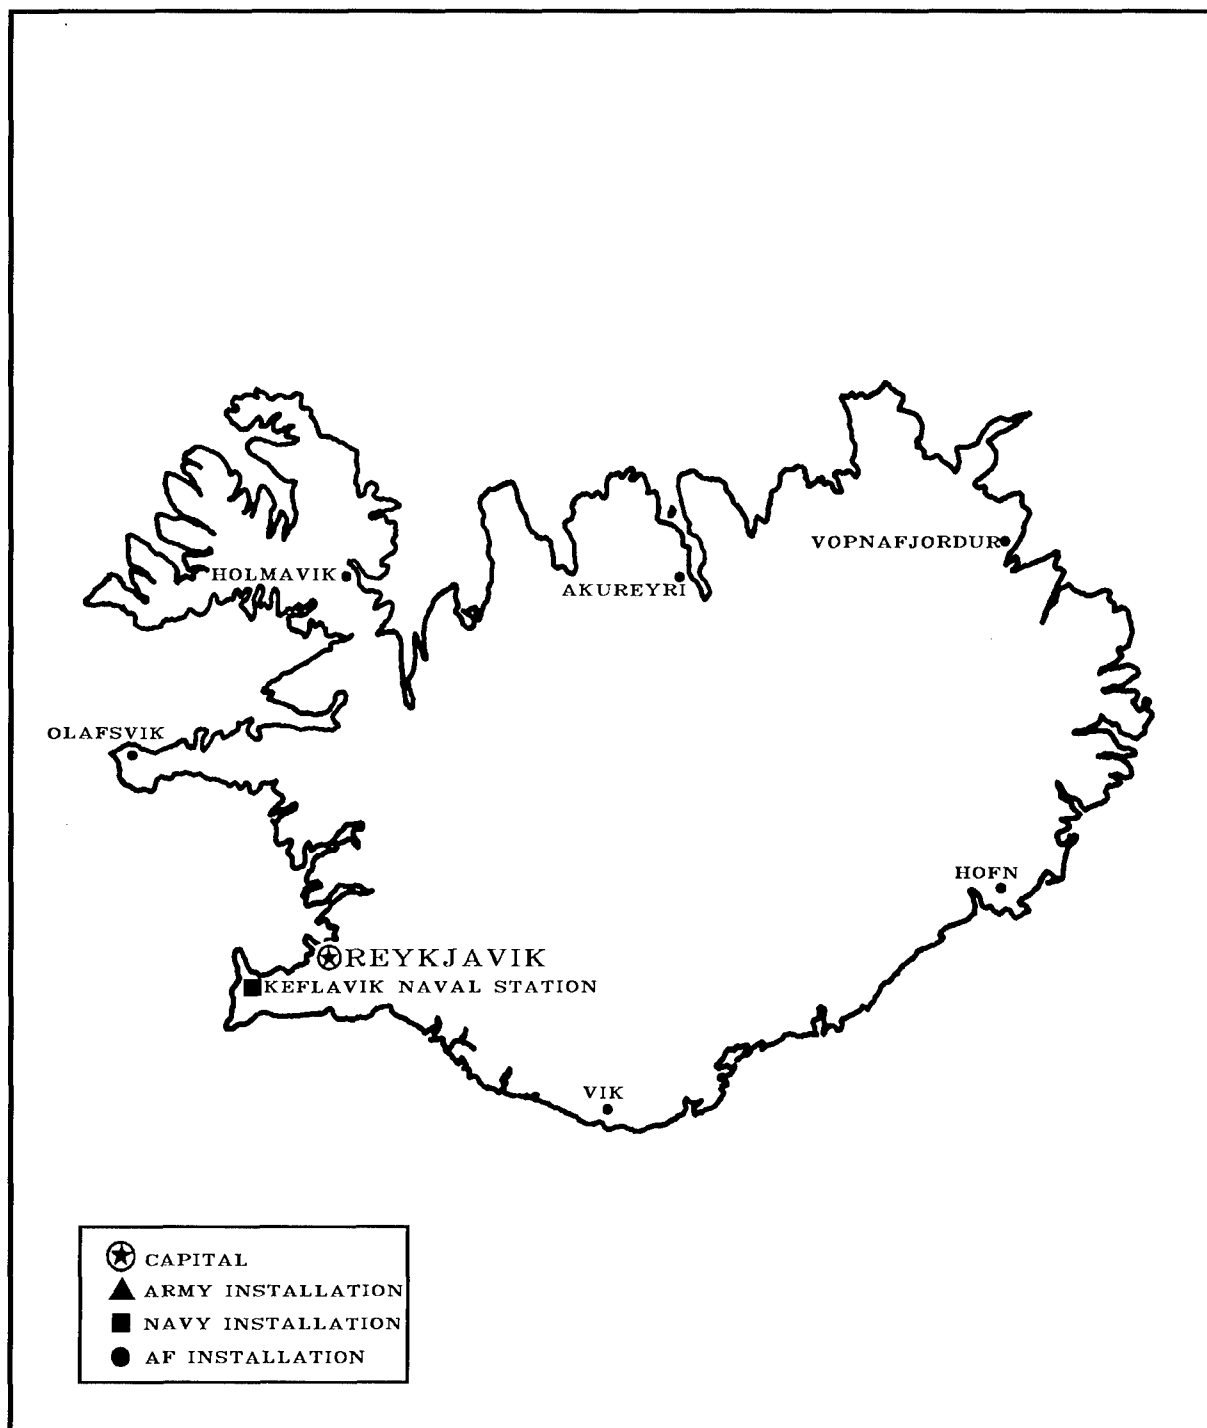 VOPNAFJORDUR
HOLMAVIK
AKUREYRI
OLAFSVIK
HOFN
REYKJAVIK
KEFLAVIK NAVAL STATION
VIK
CAPITAL
ARMY INSTALLATION
NAVY INSTALLATION
AF INSTALLATION